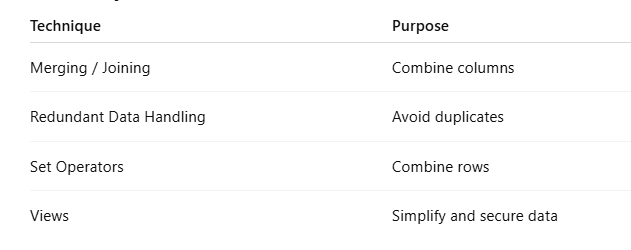 Technique Purpose
Merging / Joining Combine columns
Redundant Data Handling Avoid duplicates
Set Operators Combine rows
Views Simplify and secure data